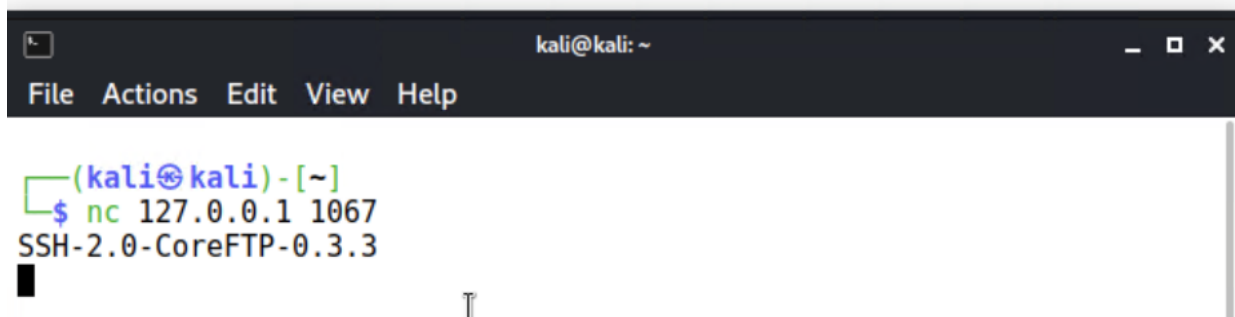 kali@kali: ~
File Actions Edit View Help
┌──(kali㉿kali)-[~]
└─$ nc 127.0.0.1 1067
SSH-2.0-CoreFTP-0.3.3